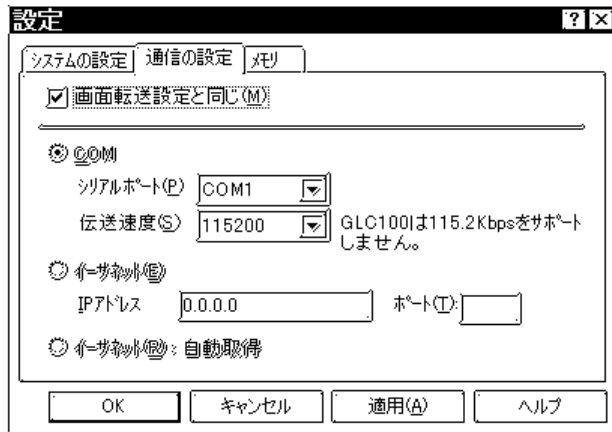 設定
システムの設定 通信の設定 メモリ
画面転送設定と同じ(M)
COM
シリアルポート(P) COM1
伝送速度(S) 115200 GLC100は115.2Kbpsをサポート
しません。
イーサネット(E)
IPアドレス 0.0.0.0 ポート(T):
イーサネット(R):自動取得
OK キャンセル 適用(A) ヘルプ